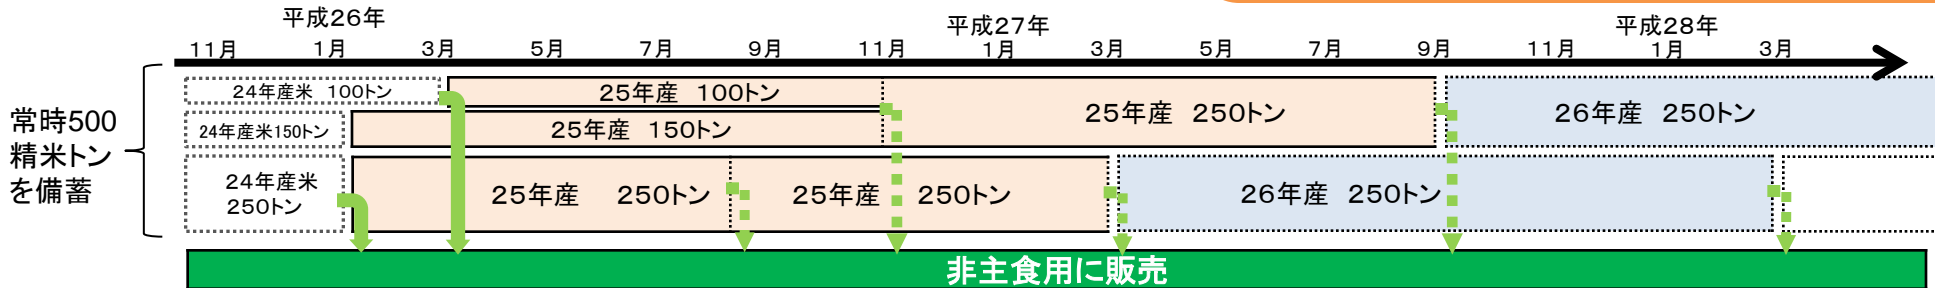 平成26年
平成27年
平成28年
11月 1月 3月 5月 7月 9月 11月 1月 3月 5月 7月 9月 11月 1月 3月
常時500
精米トン
を備蓄
24年産米 100トン
25年産 100トン
24年産米150トン
25年産 150トン
25年産 250トン
26年産 250トン
24年産米
250トン
25年産 250トン
25年産 250トン
26年産 250トン
非主食用に販売